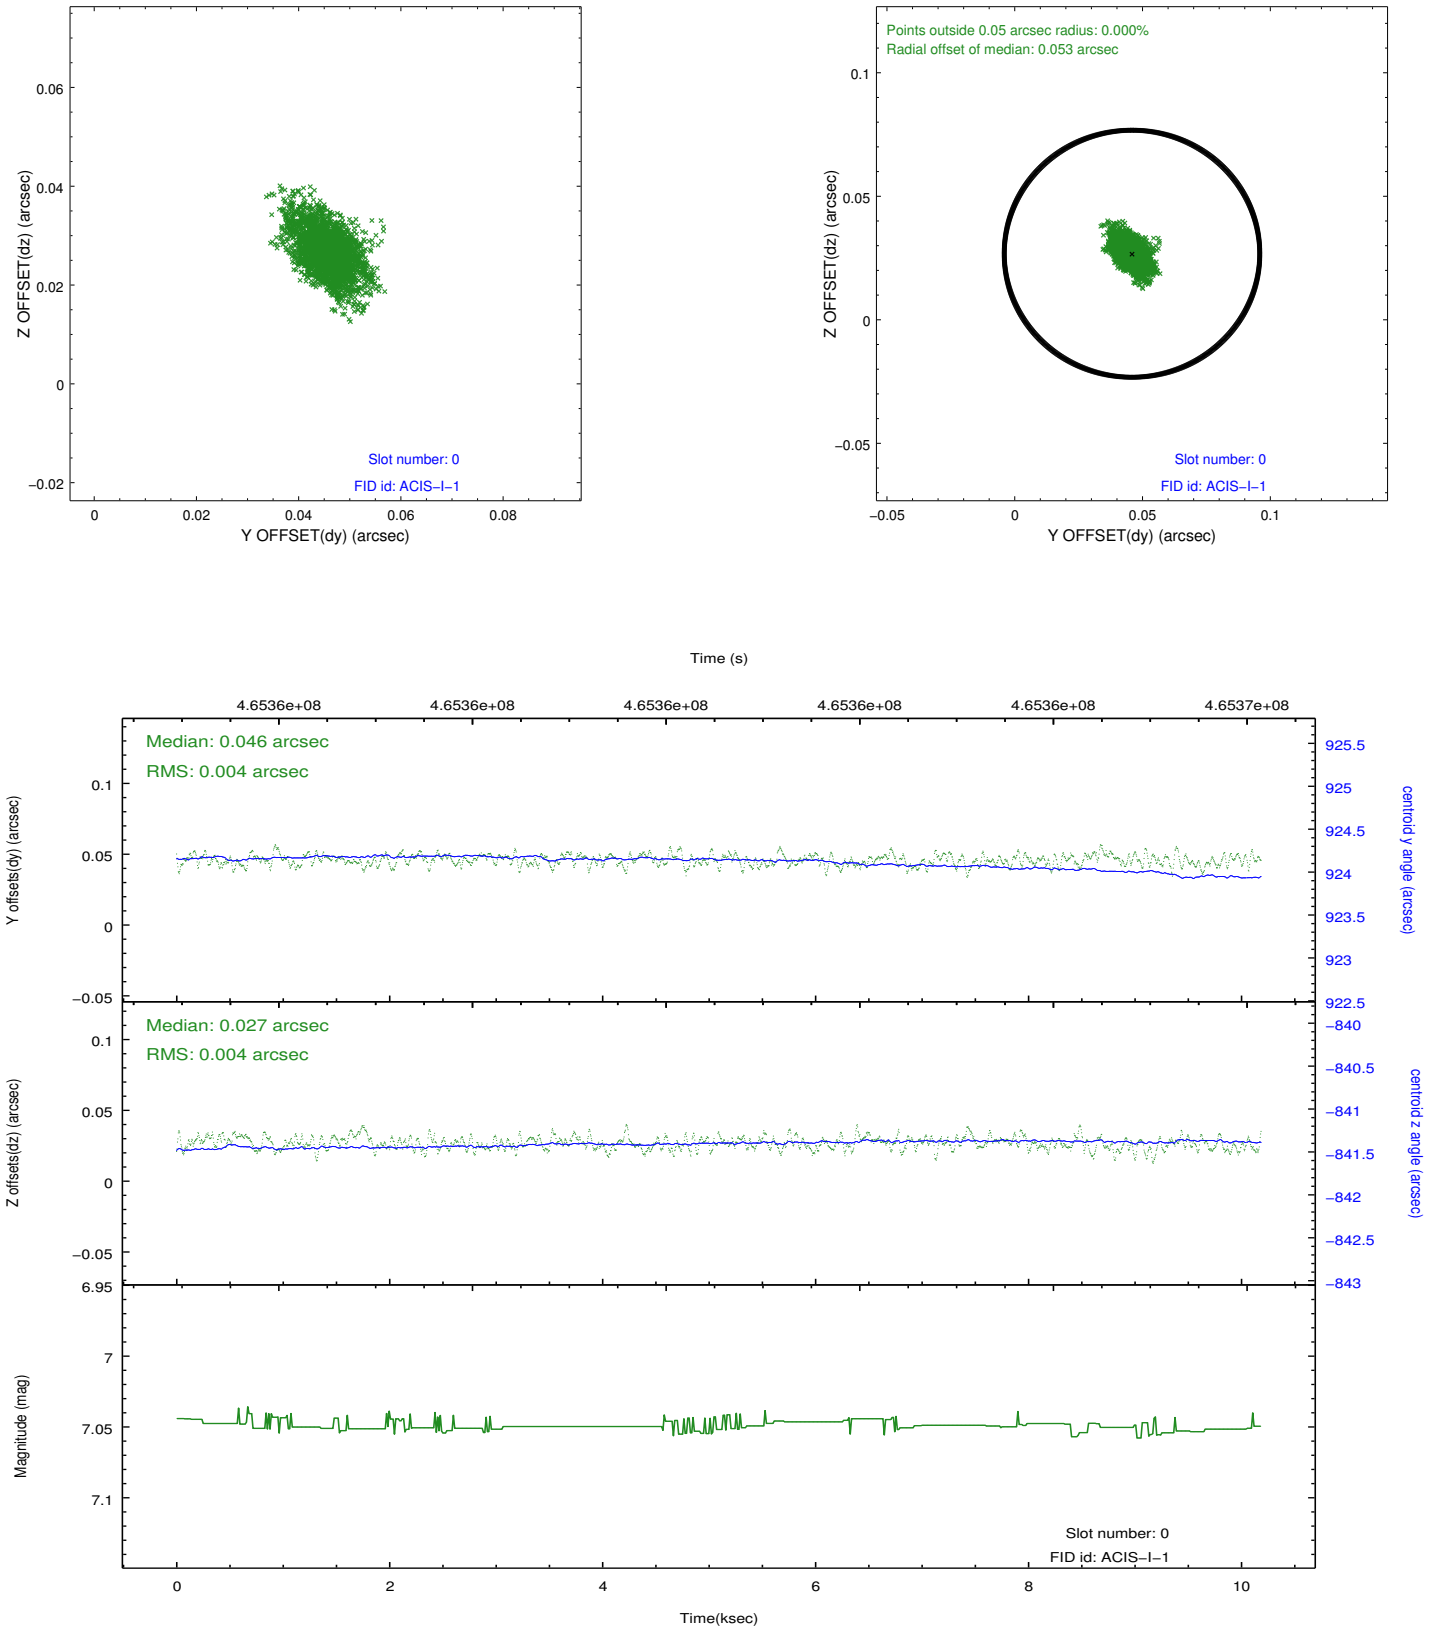 0.06
0.04
0.02
0
−0.02
0
0.02
0.04
0.06
0.08
Z OFFSET(dz) (arcsec)
Y OFFSET(dy) (arcsec)
Slot number: 0
FID id: ACIS−I−1
Points outside 0.05 arcsec radius: 0.000%
Radial offset of median: 0.053 arcsec
0.1
0.05
0
−0.05
−0.05
0
0.05
0.1
Z OFFSET(dz) (arcsec)
Y OFFSET(dy) (arcsec)
Slot number: 0
FID id: ACIS−I−1
Time (s)
4.6536e+08
4.6536e+08
4.6536e+08
4.6536e+08
4.6536e+08
4.6537e+08
Median: 0.046 arcsec
RMS: 0.004 arcsec
0.1
0.05
0
−0.05
Y offsets(dy) (arcsec)
925.5
925
924.5
924
923.5
923
922.5
centroid y angle (arcsec)
Median: 0.027 arcsec
RMS: 0.004 arcsec
0.1
0.05
0
−0.05
Z offsets(dz) (arcsec)
−840
−840.5
−841
−841.5
−842
−842.5
−843
centroid z angle (arcsec)
6.95
7
7.05
7.1
Magnitude (mag)
Slot number: 0
FID id: ACIS−I−1
0
2
4
6
8
10
Time(ksec)